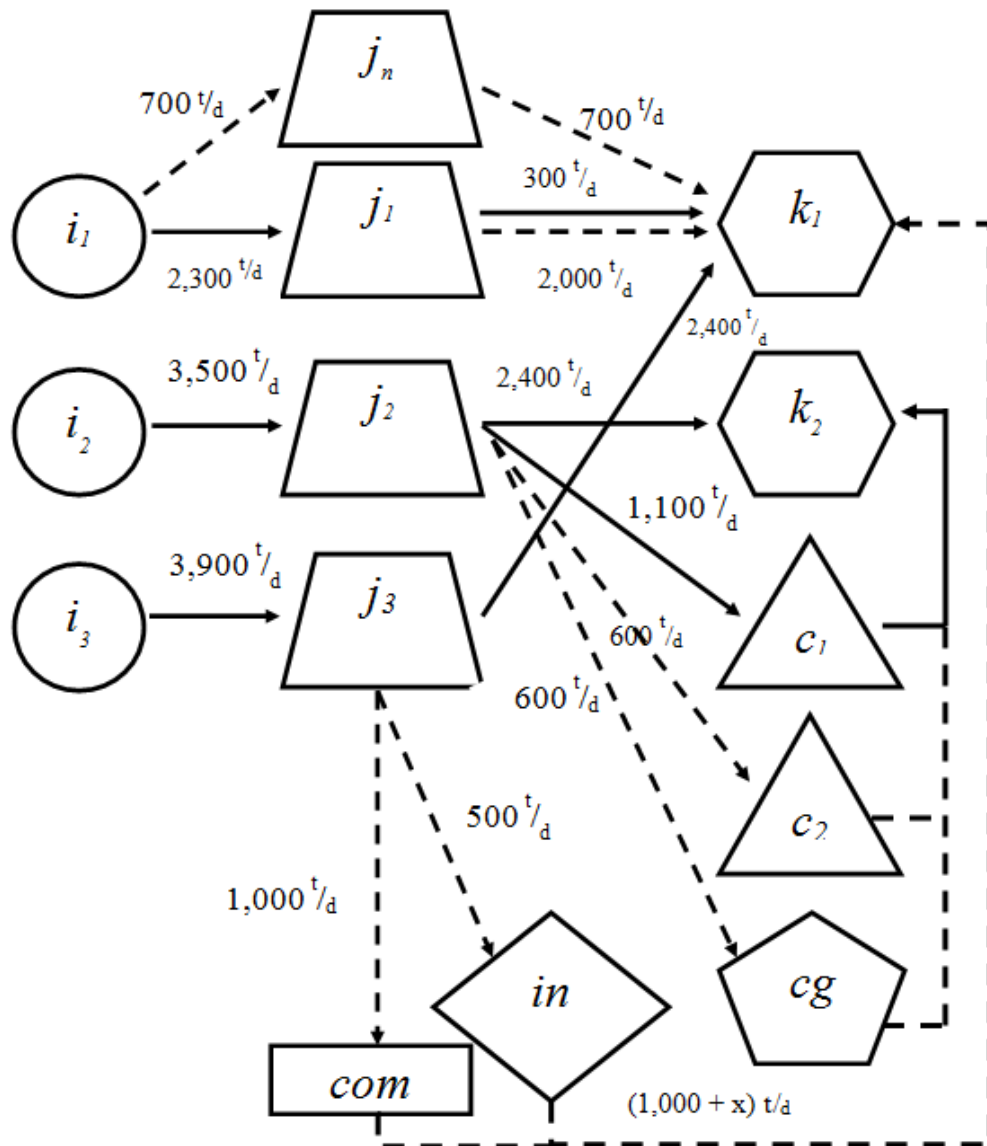 j_n
700 t/d
700 t/d
i_1
j_1
300 t/d
k_1
2,300 t/d
2,000 t/d
2,400 t/d
3,500 t/d
i_2
j_2
2,400 t/d
k_2
1,100 t/d
3,900 t/d
i_3
j_3
600 t/d
c_1
600 t/d
500 t/d
c_2
1,000 t/d
in
cg
com
(1,000 + x) t/d